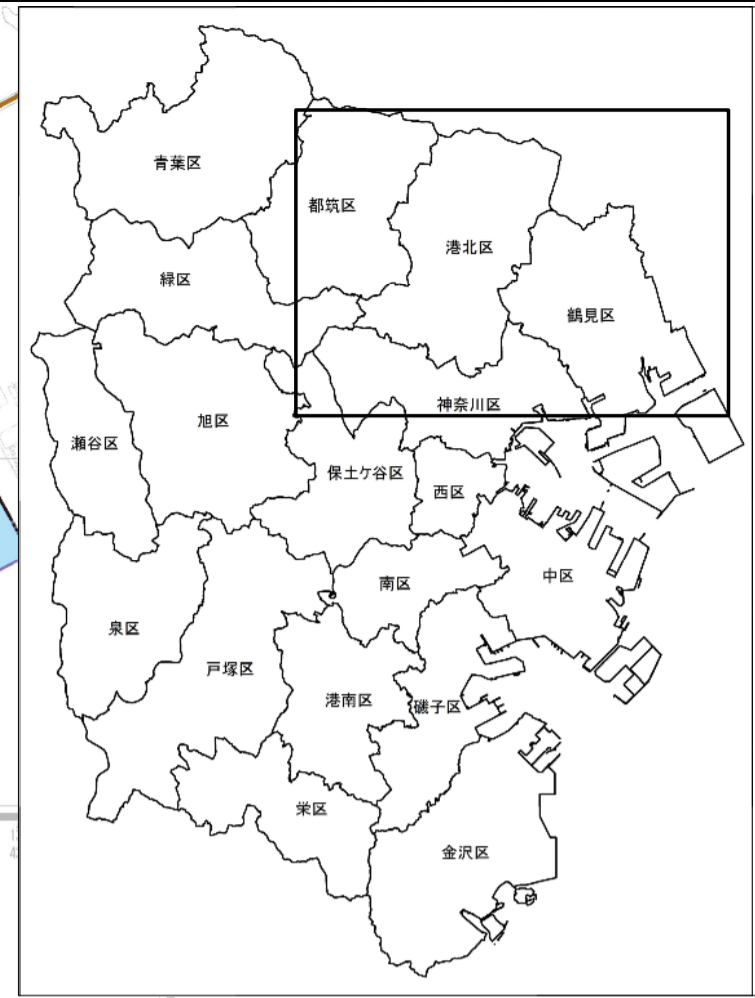 青葉区
都筑区
港北区
緑区
鶴見区
神奈川区
旭区
瀬谷区
保土ケ谷区
西区
中区
南区
泉区
戸塚区
港南区
磯子区
栄区
金沢区